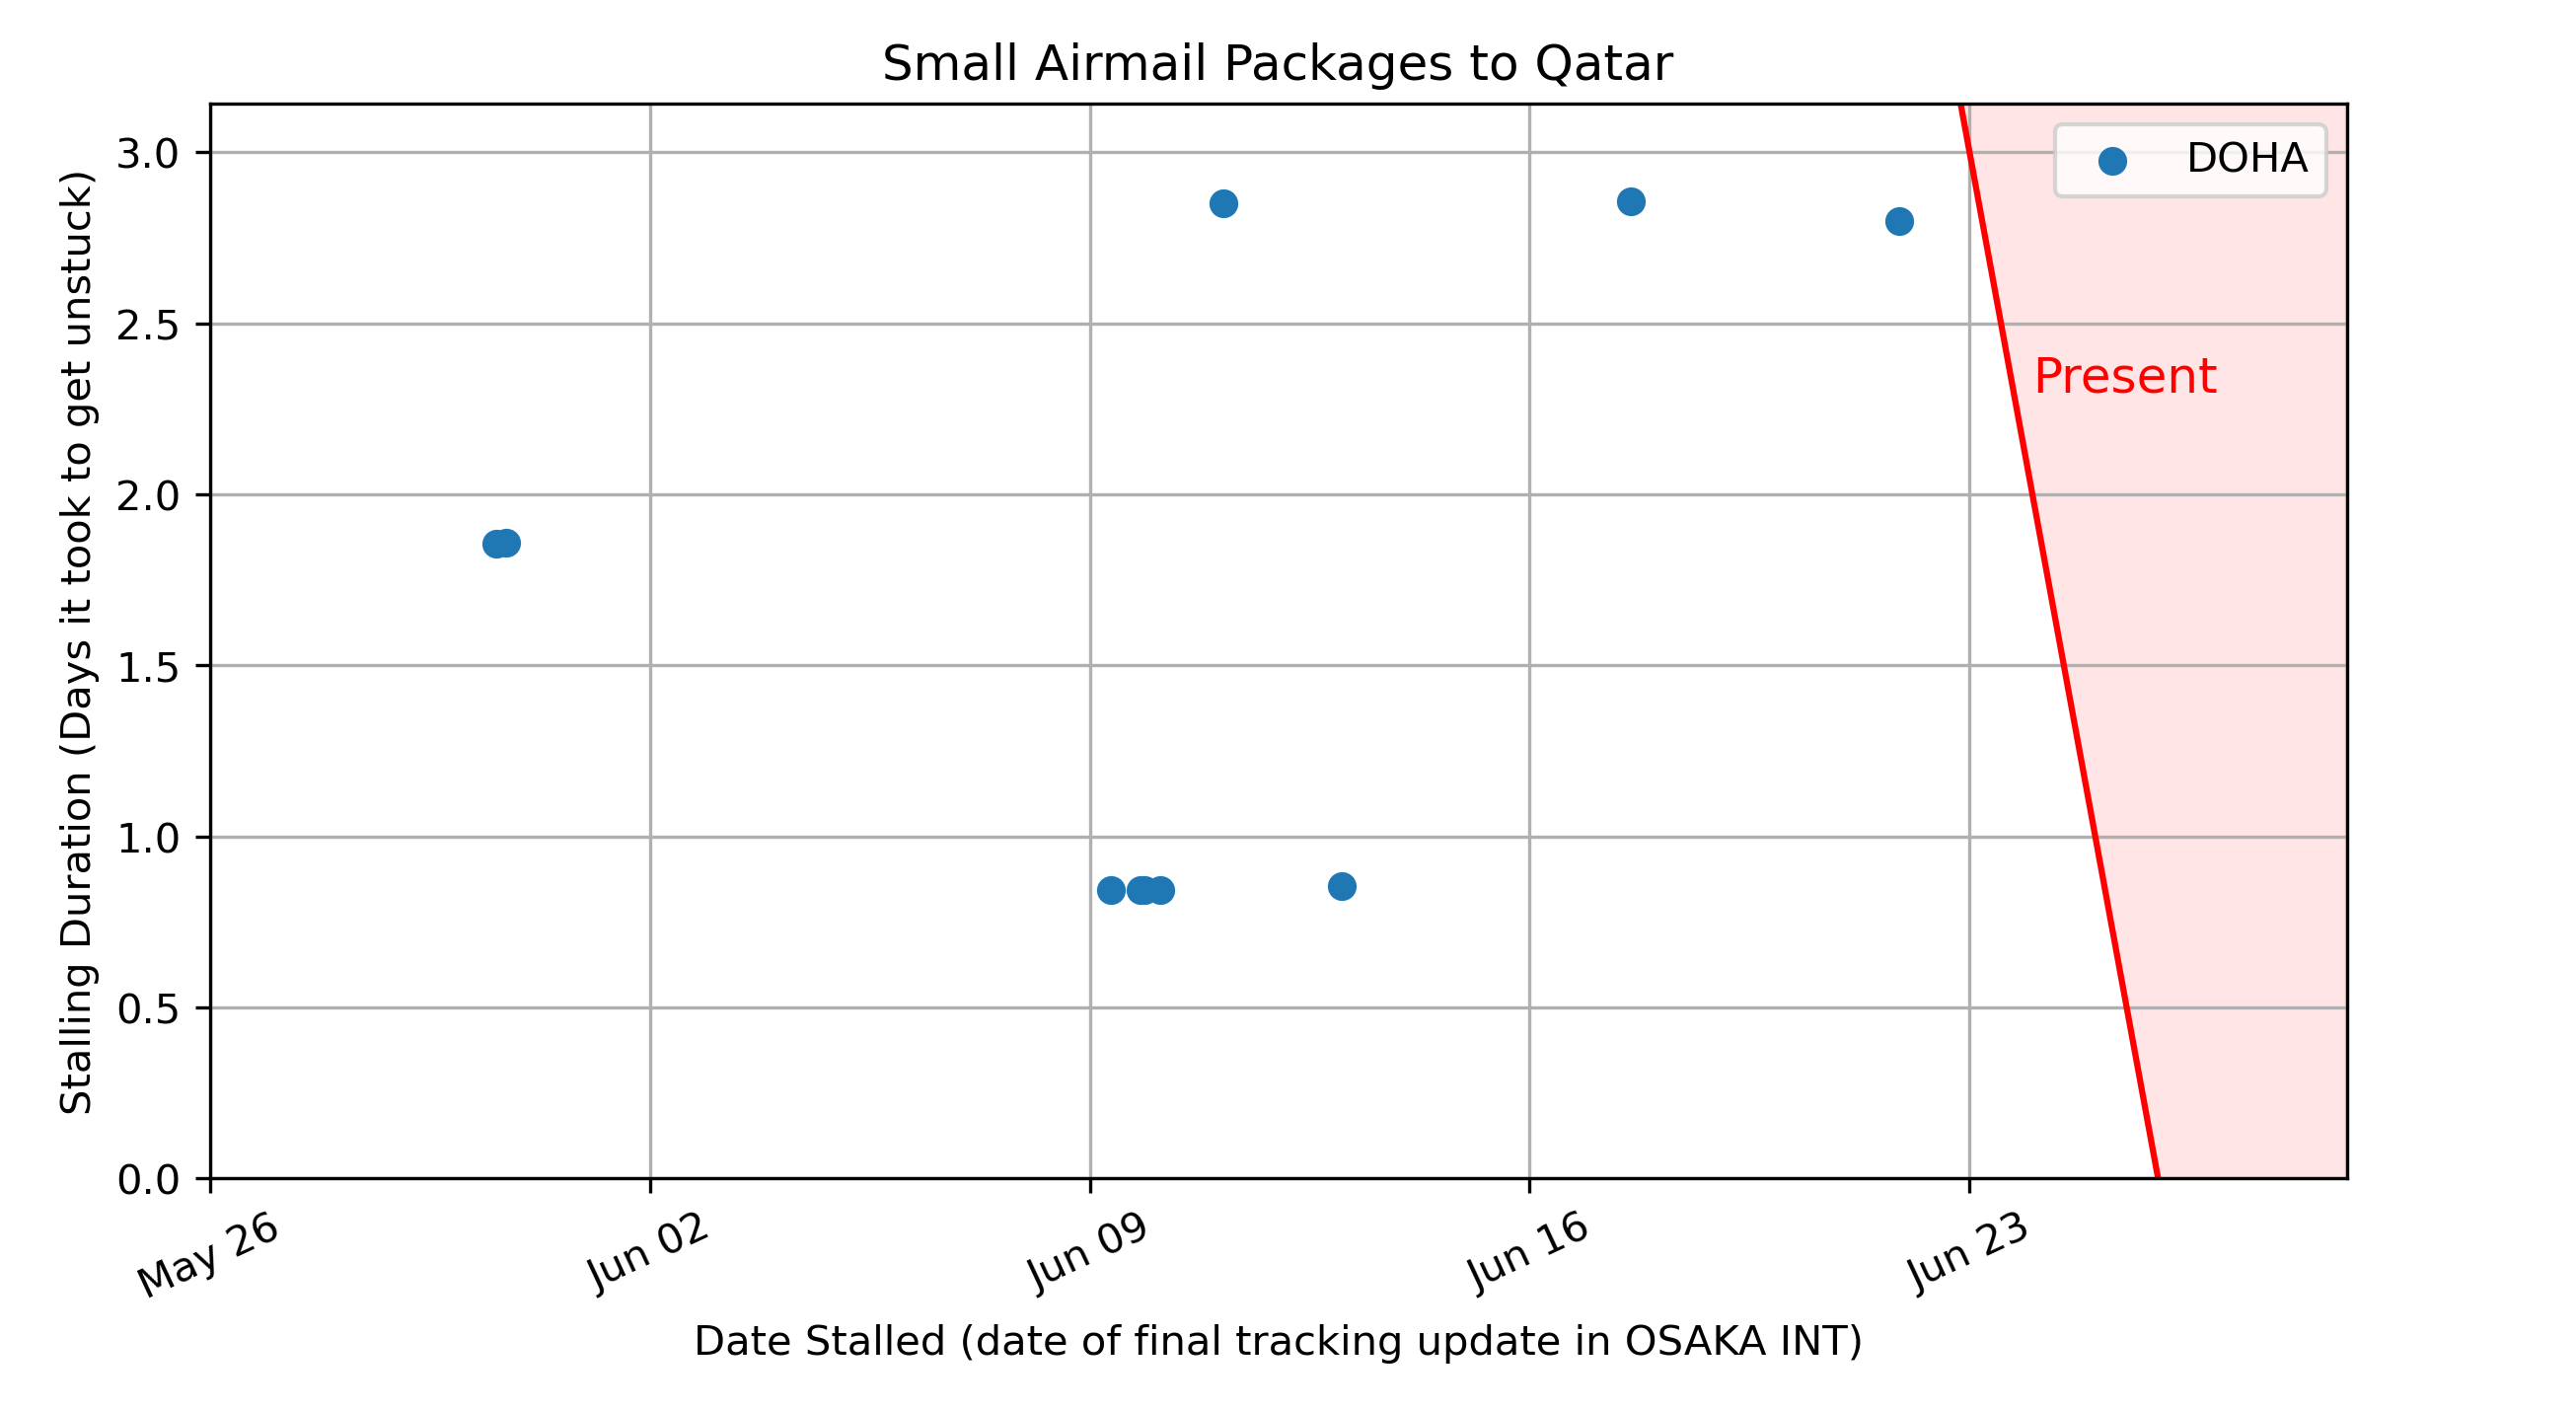 Small Airmail Packages to Qatar
DOHA
Present
Stalling Duration (Days it took to get unstuck)
3.0
2.5
2.0
1.5
1.0
0.5
0.0
May 26
Jun 02
Jun 09
Jun 16
Jun 23
Date Stalled (date of final tracking update in OSAKA INT)